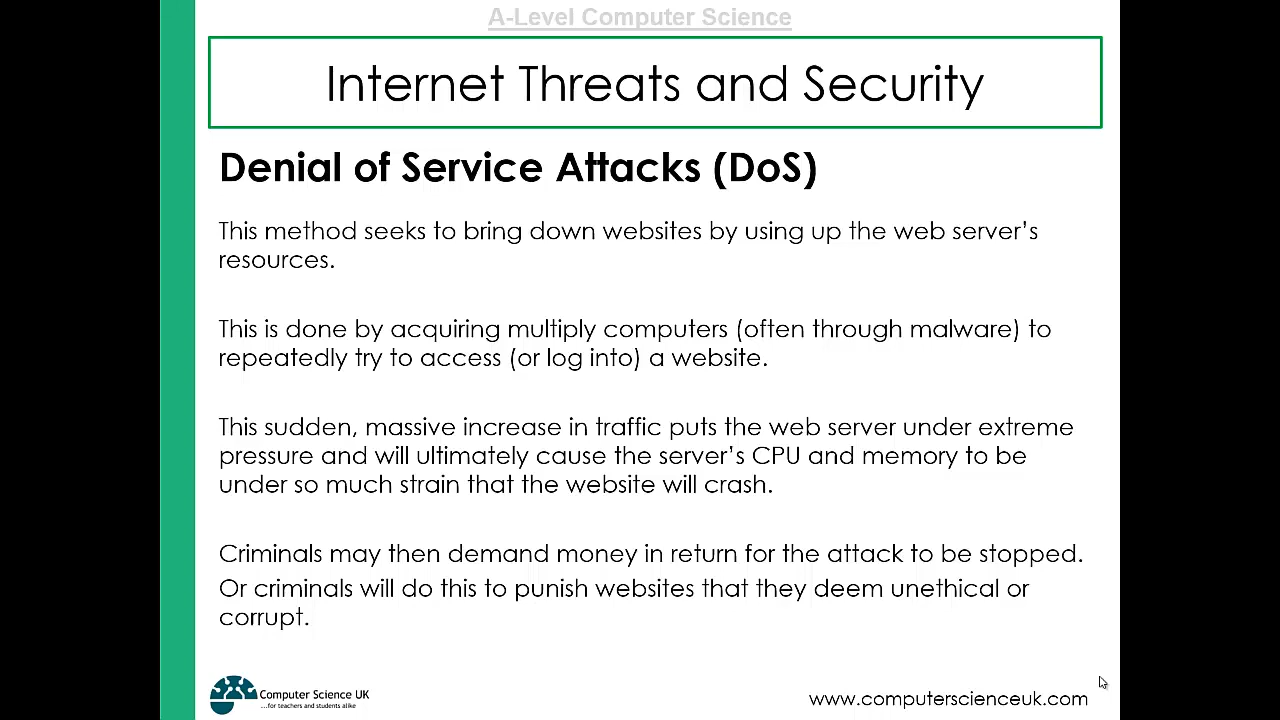 A-Level Computer Science
Internet Threats and Security
Denial of Service Attacks (DoS)
This method seeks to bring down websites by using up the web server's
resources.
This is done by acquiring multiply computers (often through malware) to
repeatedly try to access (or log into) a website.
This sudden, massive increase in traffic puts the web server under extreme
pressure and will ultimately cause the server's CPU and memory to be
under so much strain that the website will crash.
Criminals may then demand money in return for the attack to be stopped.
Or criminals will do this to punish websites that they deem unethical or
corrupt.
Computer Science UK
...for teachers and students alike
www.computerscienceuk.com